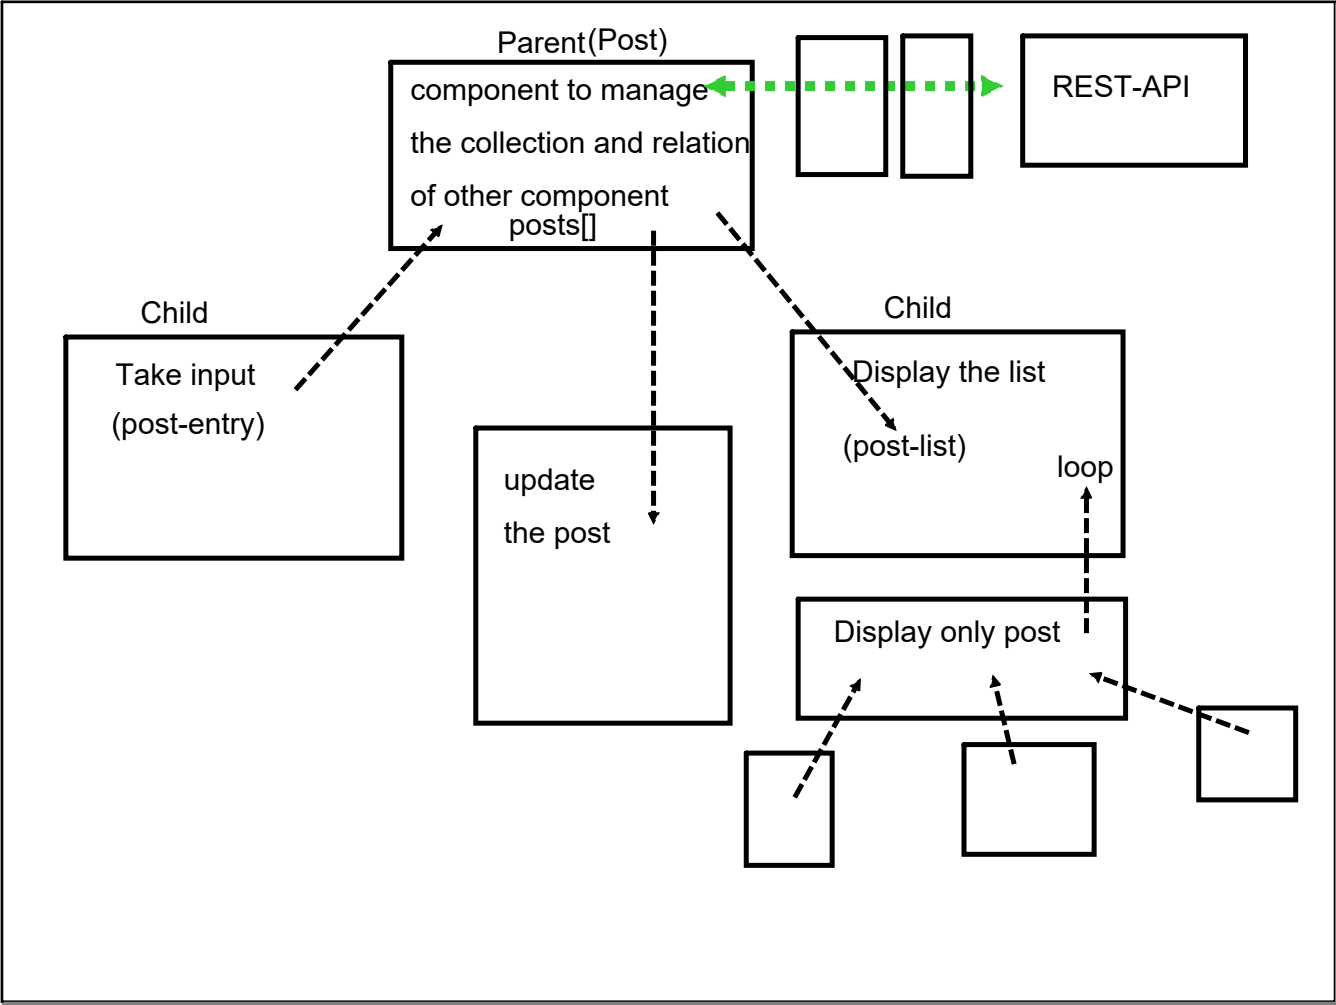 Parent(Post)
component to manage
the collection and relation
of other component
posts[]
REST-API
Child
Take input
(post-entry)
update
the post
Child
Display the list
(post-list)
loop
Display only post